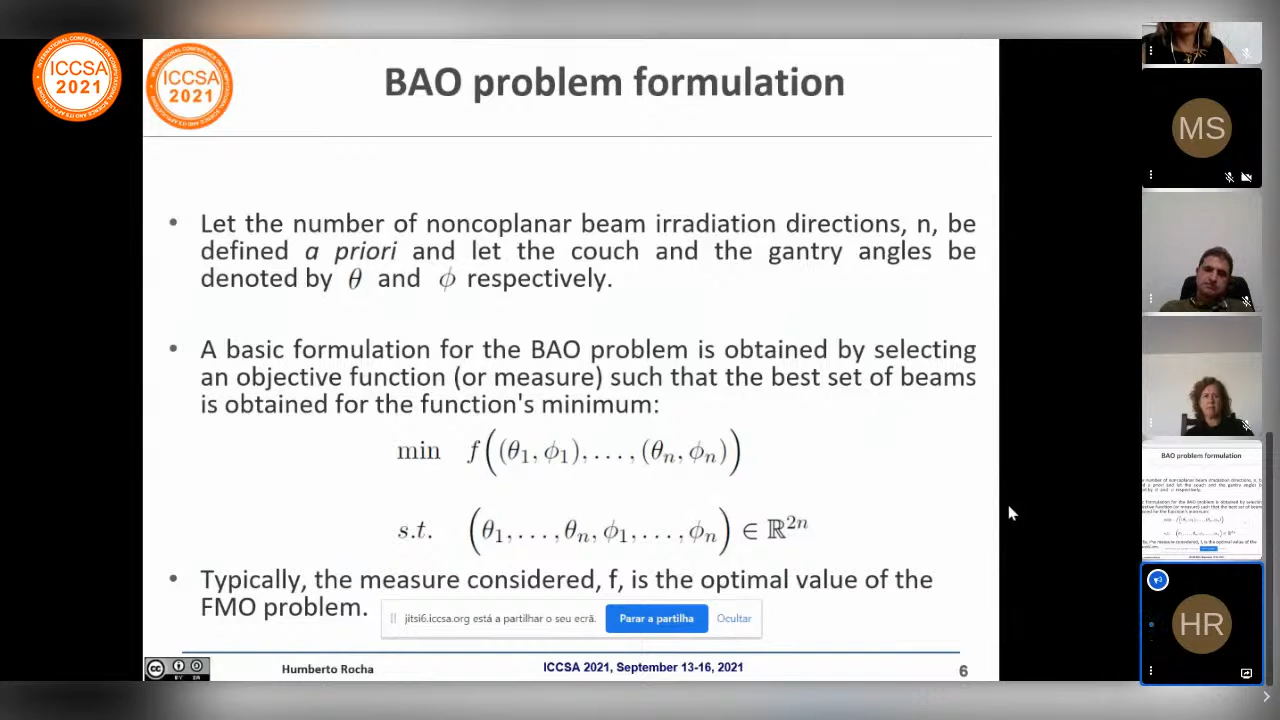 ICCSA
2021
ICCSA
2021
BAO problem formulation
• Let the number of noncoplanar beam irradiation directions, n, be
defined a priori and let the couch and the gantry angles be
denoted by θ and ϕ respectively.
• A basic formulation for the BAO problem is obtained by selecting
an objective function (or measure) such that the best set of beams
is obtained for the function's minimum:
min f((θ₁, ϕ₁), . . . , (θₙ, ϕₙ))
s.t. (θ₁, . . . , θₙ, ϕ₁, . . . , ϕₙ) ∈ ℝ²ⁿ
• Typically, the measure considered, f, is the optimal value of the
FMO problem.
jitsi6.iccsa.org está a partilhar o seu ecrã. Parar a partilha Ocultar
Humberto Rocha ICCSA 2021, September 13-16, 2021 6
MS
BAO problem formulation
HR